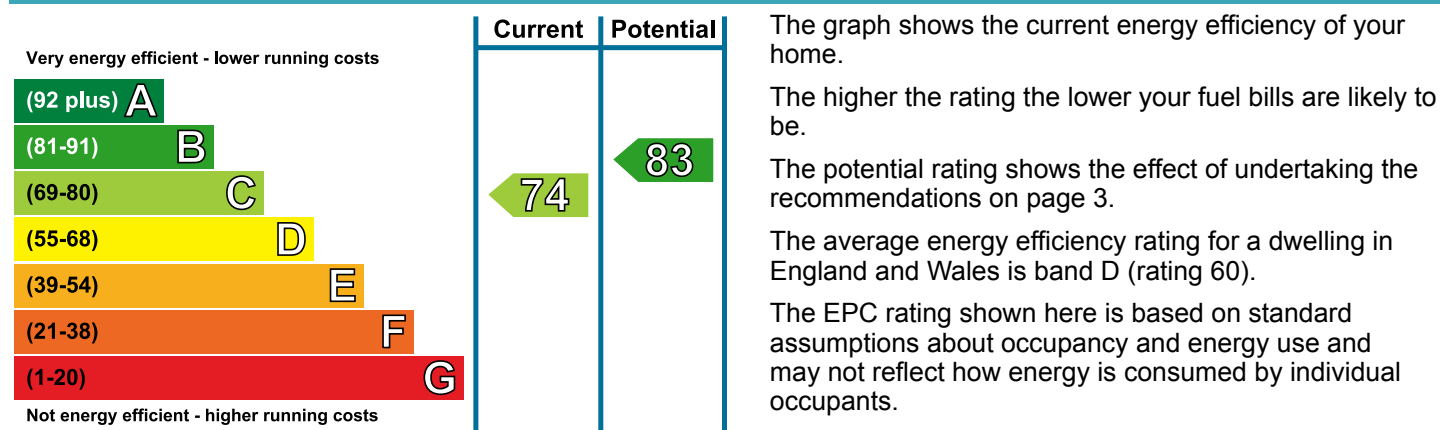 Very energy efficient - lower running costs
(92 plus) A
(81-91) B
(69-80) C
(55-68) D
(39-54) E
(21-38) F
(1-20) G
Not energy efficient - higher running costs
Current
74
Potential
83
The graph shows the current energy efficiency of your
home.
The higher the rating the lower your fuel bills are likely to
be.
The potential rating shows the effect of undertaking the
recommendations on page 3.
The average energy efficiency rating for a dwelling in
England and Wales is band D (rating 60).
The EPC rating shown here is based on standard
assumptions about occupancy and energy use and
may not reflect how energy is consumed by individual
occupants.